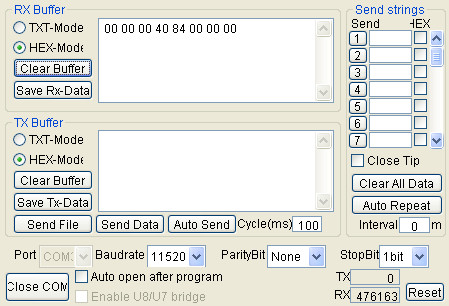 RX Buffer
TXT-Mode
HEX-Mode
Clear Buffer
Save Rx-Data
00 00 00 40 84 00 00 00
TX Buffer
TXT-Mode
HEX-Mode
Clear Buffer
Save Tx-Data
Send File Send Data Auto Send Cycle(ms) 100
Send strings
Send HEX
1
2
3
4
5
6
7
Close Tip
Clear All Data
Auto Repeat
Interval 0 m
Port COM3 Baudrate 11520 ParityBit None StopBit 1bit
Close COM Auto open after program TX 0
Enable U8/U7 bridge RX 476163 Reset